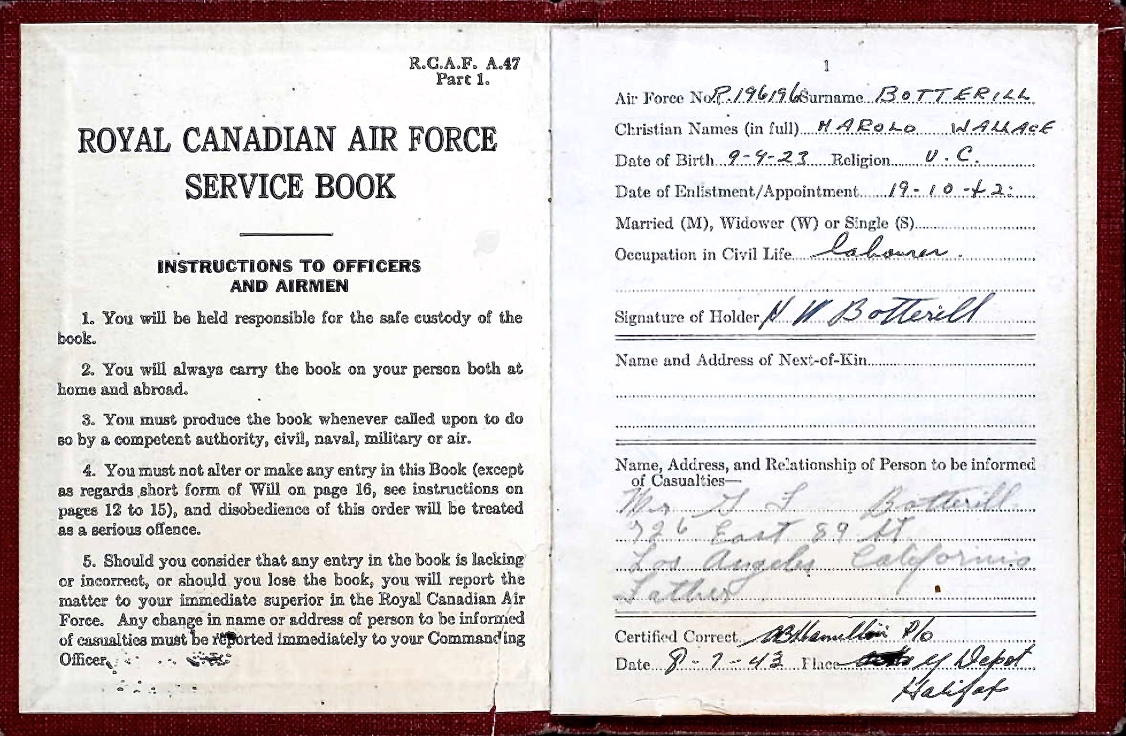 R.C.A.F. A.47
Part 1.
ROYAL CANADIAN AIR FORCE
SERVICE BOOK
INSTRUCTIONS TO OFFICERS
AND AIRMEN
1. You will be held responsible for the safe custody of the
book.
2. You will always carry the book on your person both at
home and abroad.
3. You must produce the book whenever called upon to do
so by a competent authority, civil, naval, military or air.
4. You must not alter or make any entry in this Book (except
as regards short form of Will on page 16, see instructions on
pages 12 to 15), and disobedience of this order will be treated
as a serious offence.
5. Should you consider that any entry in the book is lacking
or incorrect, or should you lose the book, you will report the
matter to your immediate superior in the Royal Canadian Air
Force. Any change in name or address of person to be informed
of casualties must be reported immediately to your Commanding
Officer.
1
Air Force No. R.196196 Surname BOTTERILL
Christian Names (in full) HAROLD WALLACE
Date of Birth 9-4-23 Religion U.C.
Date of Enlistment/Appointment 19-10-42
Married (M), Widower (W) or Single (S)
Occupation in Civil Life labourer.
Signature of Holder H W Botterill
Name and Address of Next-of-Kin
Name, Address, and Relationship of Person to be informed
of Casualties—
Mr Botterill
East 89 St
Los Angeles California
Father
Certified Correct Hamilton P/o
Date 8-7-43 Place Y Depot
Halifax